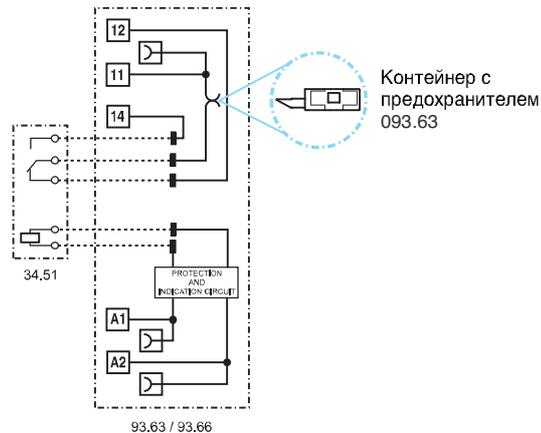 12
11
14
Контейнер с
предохранителем
093.63
34.51
PROTECTION
AND
INDICATION CIRCUIT
A1
A2
93.63 / 93.66